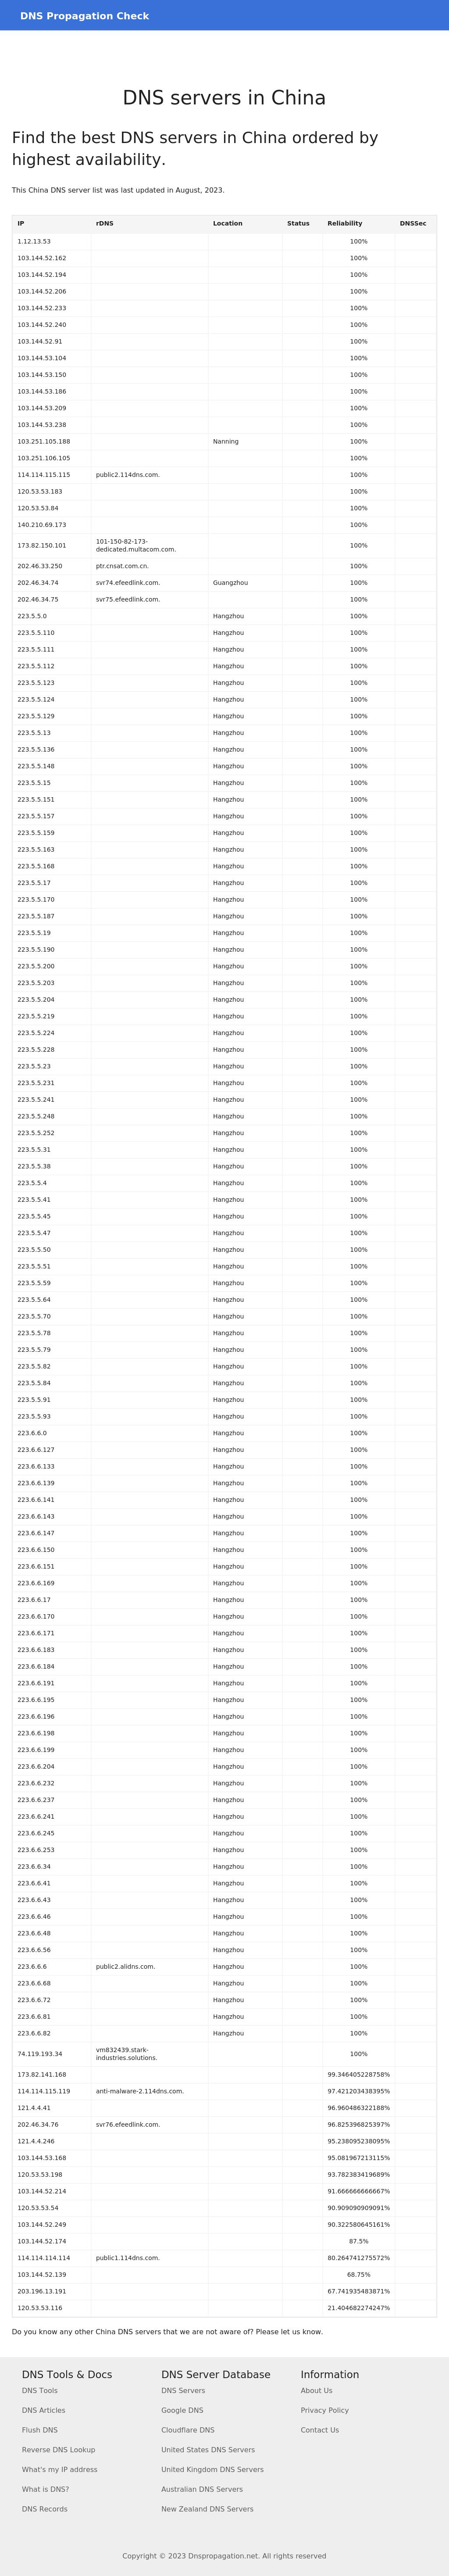 DNS Propagation Check
DNS servers in China
Find the best DNS servers in China ordered by
highest availability.
This China DNS server list was last updated in August, 2023.
IP rDNS Location Status Reliability DNSSec
1.12.13.53 100%
103.144.52.162 100%
103.144.52.194 100%
103.144.52.206 100%
103.144.52.233 100%
103.144.52.240 100%
103.144.52.91 100%
103.144.53.104 100%
103.144.53.150 100%
103.144.53.186 100%
103.144.53.209 100%
103.144.53.238 100%
103.251.105.188 Nanning 100%
103.251.106.105 100%
114.114.115.115 public2.114dns.com. 100%
120.53.53.183 100%
120.53.53.84 100%
140.210.69.173 100%
173.82.150.101 101-150-82-173-
dedicated.multacom.com. 100%
202.46.33.250 ptr.cnsat.com.cn. 100%
202.46.34.74 svr74.efeedlink.com. Guangzhou 100%
202.46.34.75 svr75.efeedlink.com. 100%
223.5.5.0 Hangzhou 100%
223.5.5.110 Hangzhou 100%
223.5.5.111 Hangzhou 100%
223.5.5.112 Hangzhou 100%
223.5.5.123 Hangzhou 100%
223.5.5.124 Hangzhou 100%
223.5.5.129 Hangzhou 100%
223.5.5.13 Hangzhou 100%
223.5.5.136 Hangzhou 100%
223.5.5.148 Hangzhou 100%
223.5.5.15 Hangzhou 100%
223.5.5.151 Hangzhou 100%
223.5.5.157 Hangzhou 100%
223.5.5.159 Hangzhou 100%
223.5.5.163 Hangzhou 100%
223.5.5.168 Hangzhou 100%
223.5.5.17 Hangzhou 100%
223.5.5.170 Hangzhou 100%
223.5.5.187 Hangzhou 100%
223.5.5.19 Hangzhou 100%
223.5.5.190 Hangzhou 100%
223.5.5.200 Hangzhou 100%
223.5.5.203 Hangzhou 100%
223.5.5.204 Hangzhou 100%
223.5.5.219 Hangzhou 100%
223.5.5.224 Hangzhou 100%
223.5.5.228 Hangzhou 100%
223.5.5.23 Hangzhou 100%
223.5.5.231 Hangzhou 100%
223.5.5.241 Hangzhou 100%
223.5.5.248 Hangzhou 100%
223.5.5.252 Hangzhou 100%
223.5.5.31 Hangzhou 100%
223.5.5.38 Hangzhou 100%
223.5.5.4 Hangzhou 100%
223.5.5.41 Hangzhou 100%
223.5.5.45 Hangzhou 100%
223.5.5.47 Hangzhou 100%
223.5.5.50 Hangzhou 100%
223.5.5.51 Hangzhou 100%
223.5.5.59 Hangzhou 100%
223.5.5.64 Hangzhou 100%
223.5.5.70 Hangzhou 100%
223.5.5.78 Hangzhou 100%
223.5.5.79 Hangzhou 100%
223.5.5.82 Hangzhou 100%
223.5.5.84 Hangzhou 100%
223.5.5.91 Hangzhou 100%
223.5.5.93 Hangzhou 100%
223.6.6.0 Hangzhou 100%
223.6.6.127 Hangzhou 100%
223.6.6.133 Hangzhou 100%
223.6.6.139 Hangzhou 100%
223.6.6.141 Hangzhou 100%
223.6.6.143 Hangzhou 100%
223.6.6.147 Hangzhou 100%
223.6.6.150 Hangzhou 100%
223.6.6.151 Hangzhou 100%
223.6.6.169 Hangzhou 100%
223.6.6.17 Hangzhou 100%
223.6.6.170 Hangzhou 100%
223.6.6.171 Hangzhou 100%
223.6.6.183 Hangzhou 100%
223.6.6.184 Hangzhou 100%
223.6.6.191 Hangzhou 100%
223.6.6.195 Hangzhou 100%
223.6.6.196 Hangzhou 100%
223.6.6.198 Hangzhou 100%
223.6.6.199 Hangzhou 100%
223.6.6.204 Hangzhou 100%
223.6.6.232 Hangzhou 100%
223.6.6.237 Hangzhou 100%
223.6.6.241 Hangzhou 100%
223.6.6.245 Hangzhou 100%
223.6.6.253 Hangzhou 100%
223.6.6.34 Hangzhou 100%
223.6.6.41 Hangzhou 100%
223.6.6.43 Hangzhou 100%
223.6.6.46 Hangzhou 100%
223.6.6.48 Hangzhou 100%
223.6.6.56 Hangzhou 100%
223.6.6.6 public2.alidns.com. Hangzhou 100%
223.6.6.68 Hangzhou 100%
223.6.6.72 Hangzhou 100%
223.6.6.81 Hangzhou 100%
223.6.6.82 Hangzhou 100%
74.119.193.34 vm832439.stark-
industries.solutions. 100%
173.82.141.168 99.346405228758%
114.114.115.119 anti-malware-2.114dns.com. 97.421203438395%
121.4.4.41 96.960486322188%
202.46.34.76 svr76.efeedlink.com. 96.825396825397%
121.4.4.246 95.238095238095%
103.144.53.168 95.081967213115%
120.53.53.198 93.782383419689%
103.144.52.214 91.666666666667%
120.53.53.54 90.909090909091%
103.144.52.249 90.322580645161%
103.144.52.174 87.5%
114.114.114.114 public1.114dns.com. 80.264741275572%
103.144.52.139 68.75%
203.196.13.191 67.741935483871%
120.53.53.116 21.404682274247%
Do you know any other China DNS servers that we are not aware of? Please let us know.
DNS Tools & Docs DNS Server Database Information
DNS Tools DNS Servers About Us
DNS Articles Google DNS Privacy Policy
Flush DNS Cloudflare DNS Contact Us
Reverse DNS Lookup United States DNS Servers
What's my IP address United Kingdom DNS Servers
What is DNS? Australian DNS Servers
DNS Records New Zealand DNS Servers
Copyright © 2023 Dnspropagation.net. All rights reserved